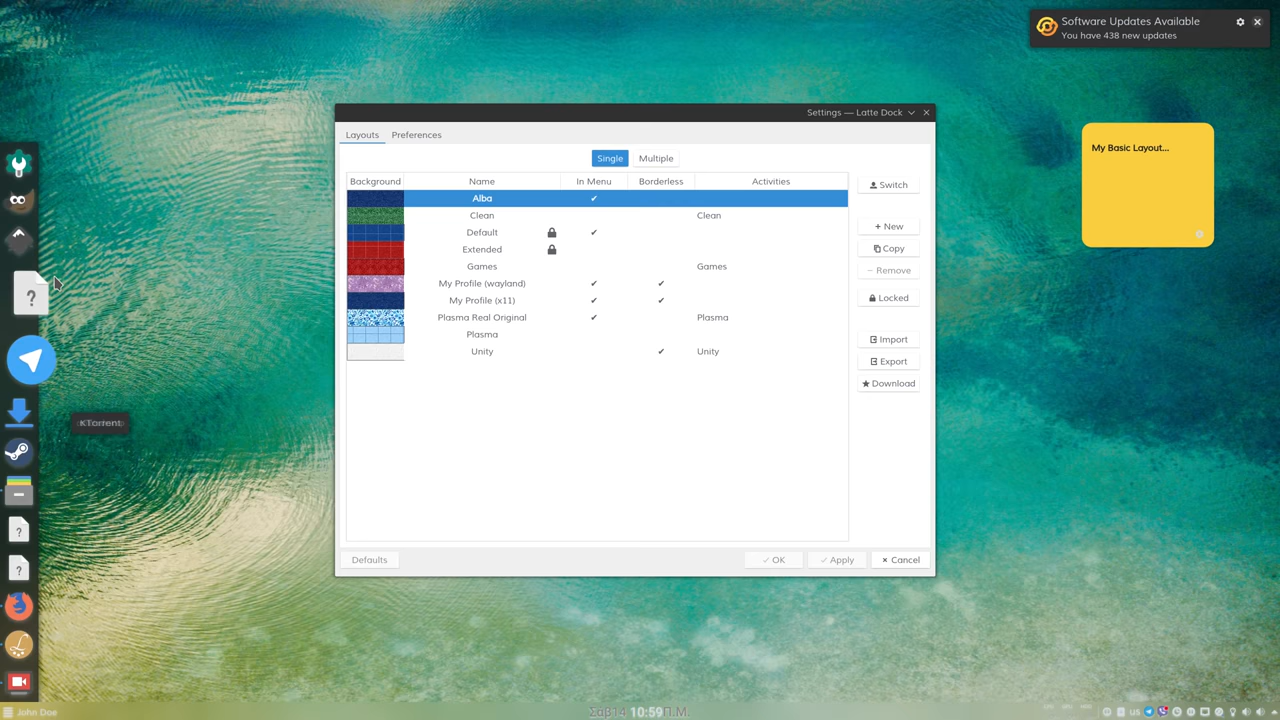 Software Updates Available
You have 438 new updates
Settings — Latte Dock
Layouts Preferences
Single Multiple
Background Name In Menu Borderless Activities
Alba
Clean Clean
Default
Extended
Games Games
My Profile (wayland)
My Profile (x11)
Plasma Real Original Plasma
Plasma
Unity Unity
Switch
New
Copy
Remove
Locked
Import
Export
Download
Defaults OK Apply Cancel
My Basic Layout...
KTorrent
John Doe
Σαβ14 10:59 Π.Μ.
US